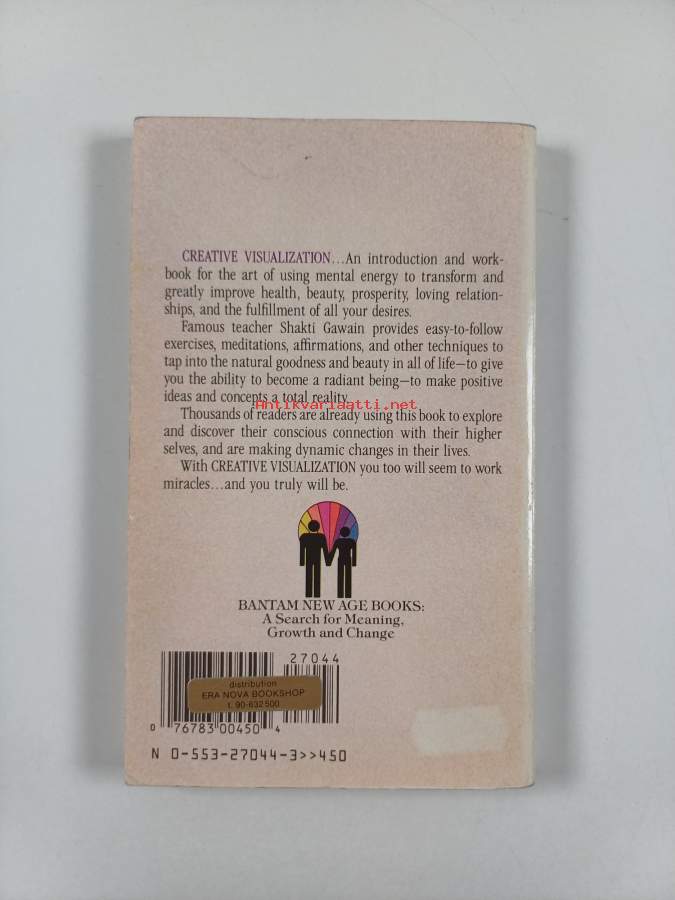 CREATIVE VISUALIZATION...An introduction and work-
book for the art of using mental energy to transform and
greatly improve health, beauty, prosperity, loving relation-
ships, and the fulfillment of all your desires.
Famous teacher Shakti Gawain provides easy-to-follow
exercises, meditations, affirmations, and other techniques to
tap into the natural goodness and beauty in all of life—to give
you the ability to become a radiant being—to make positive
ideas and concepts a total reality.
Antikvariaatti.net
Thousands of readers are already using this book to explore
and discover their conscious connection with their higher
selves, and are making dynamic changes in their lives.
With CREATIVE VISUALIZATION you too will seem to work
miracles...and you truly will be.
BANTAM NEW AGE BOOKS:
A Search for Meaning,
Growth and Change
27044
distribution
ERA NOVA BOOKSHOP
t. 90-632 500
0 76783 00450 4
N 0-553-27044-3>>450